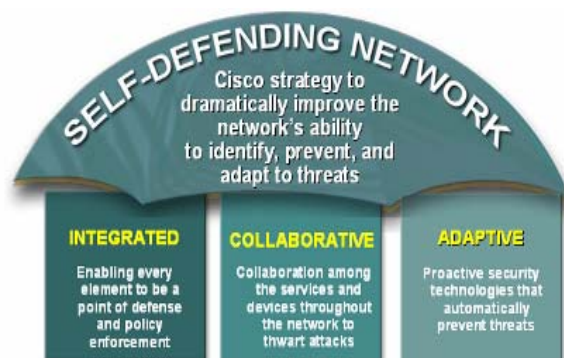 SELF-DEFENDING NETWORK
Cisco strategy to
dramatically improve the
network's ability
to identify, prevent, and
adapt to threats
INTEGRATED
Enabling every
element to be a
point of defense
and policy
enforcement
COLLABORATIVE
Collaboration among
the services and
devices throughout
the network to
thwart attacks
ADAPTIVE
Proactive security
technologies that
automatically
prevent threats